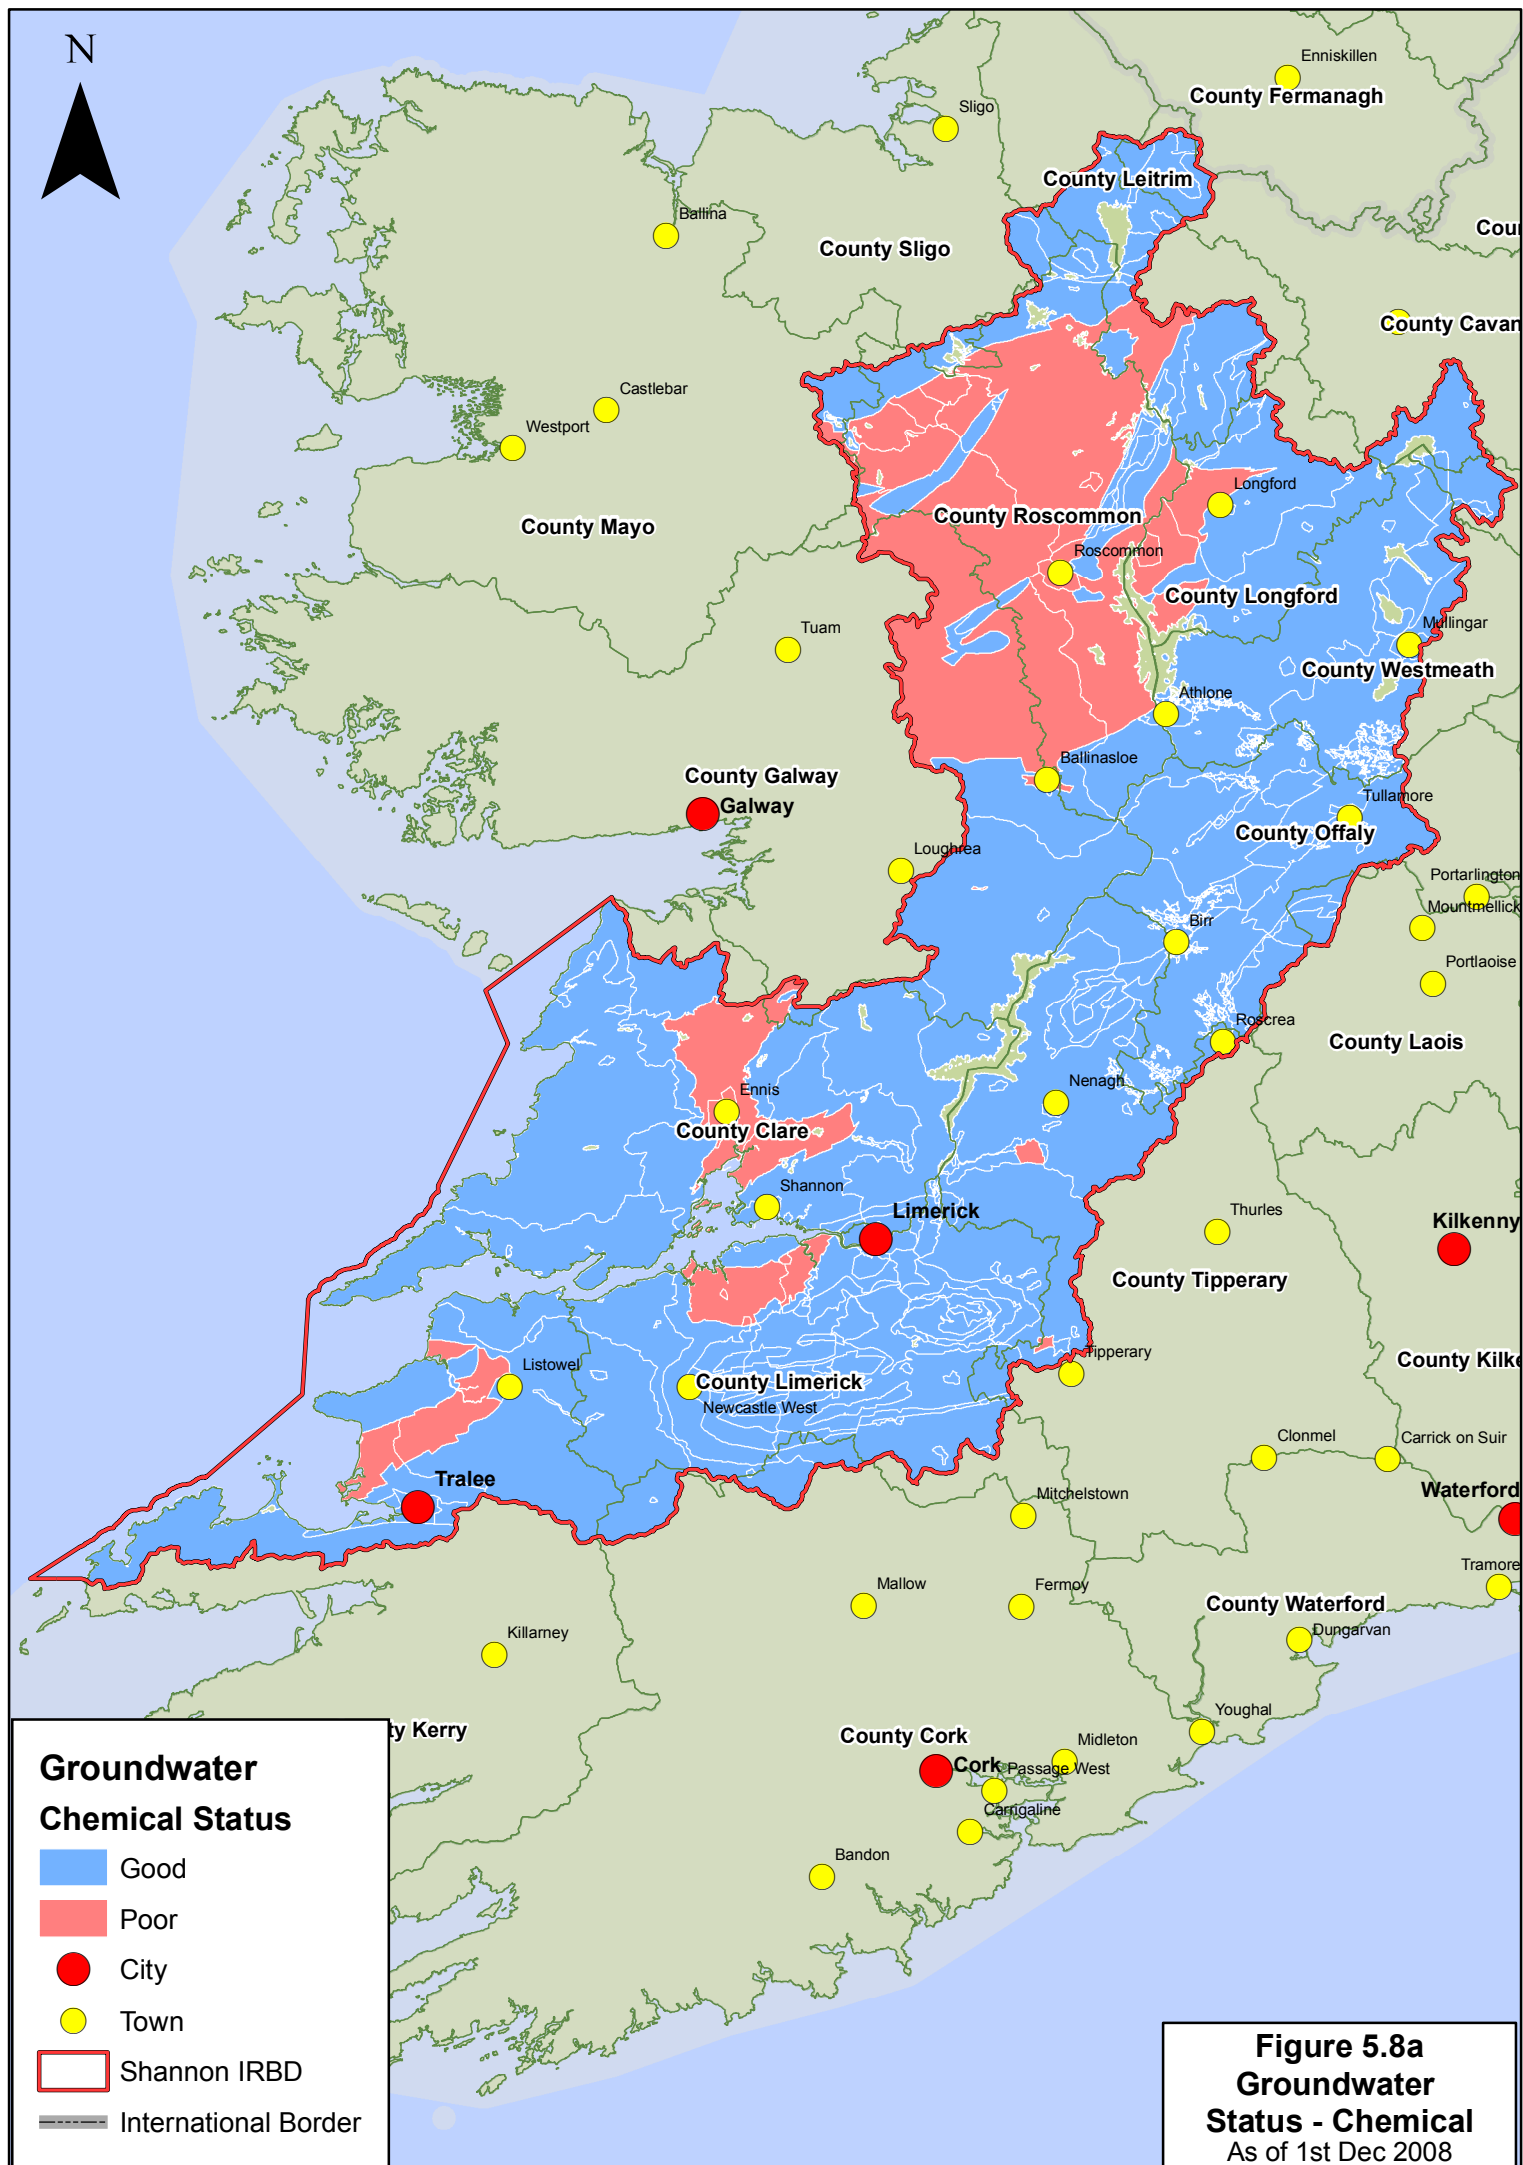 N
Enniskillen
County Fermanagh
Sligo
County Leitrim
Ballina
County Sligo
Cou
County Cavan
Castlebar
Westport
Longford
County Roscommon
County Mayo
Roscommon
County Longford
Mullingar
Tuam
County Westmeath
Athlone
Ballinasloe
County Galway
Galway
Tullamore
County Offaly
Loughrea
Portarlington
Mountmellick
Birr
Portlaoise
Roscrea
County Laois
Nenagh
Ennis
County Clare
Shannon
Limerick
Thurles
Kilkenny
County Tipperary
Tipperary
County Kilke
Listowel
County Limerick
Newcastle West
Clonmel
Carrick on Suir
Tralee
Waterford
Mitchelstown
Tramore
Mallow
Fermoy
County Waterford
Dungarvan
Killarney
Youghal
ty Kerry
County Cork
Midleton
Cork
Passage West
Carrigaline
Bandon
Groundwater
Chemical Status
Good
Poor
City
Town
Shannon IRBD
International Border
Figure 5.8a
Groundwater
Status - Chemical
As of 1st Dec 2008